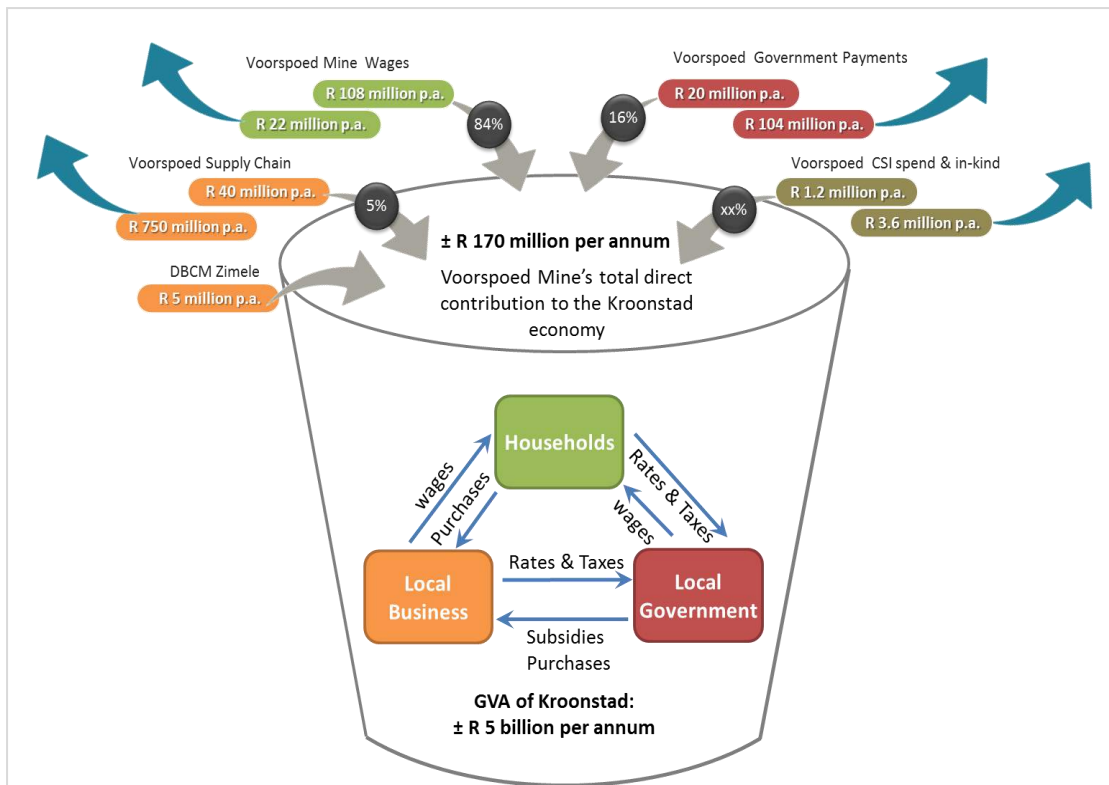 Voorspoed Mine Wages
R 108 million p.a.
R 22 million p.a.
84%
Voorspoed Government Payments
R 20 million p.a.
R 104 million p.a.
16%
Voorspoed Supply Chain
R 40 million p.a.
R 750 million p.a.
5%
Voorspoed CSI spend & in-kind
R 1.2 million p.a.
R 3.6 million p.a.
xx%
DBCM Zimele
R 5 million p.a.
± R 170 million per annum
Voorspoed Mine's total direct
contribution to the Kroonstad
economy
Households
wages
Purchases
Rates & Taxes
wages
Local
Business
Rates & Taxes
Local
Government
Subsidies
Purchases
GVA of Kroonstad:
± R 5 billion per annum